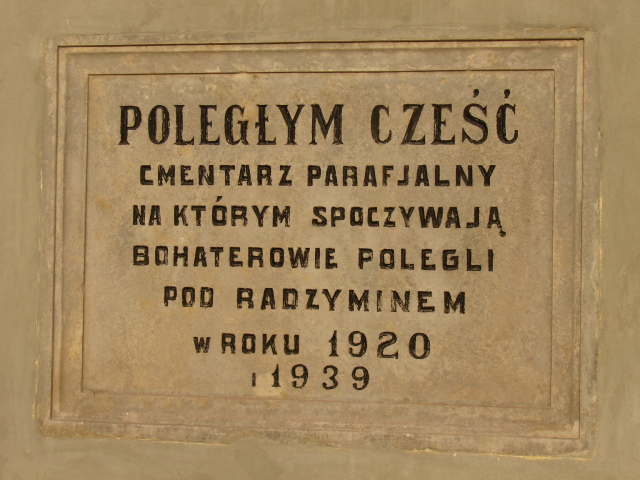 POLEGŁYM CZEŚĆ
CMENTARZ PARAFJALNY
NA KTÓRYM SPOCZYWAJĄ
BOHATEROWIE POLEGLI
POD RADZYMINEM
W ROKU 1920
I 1939